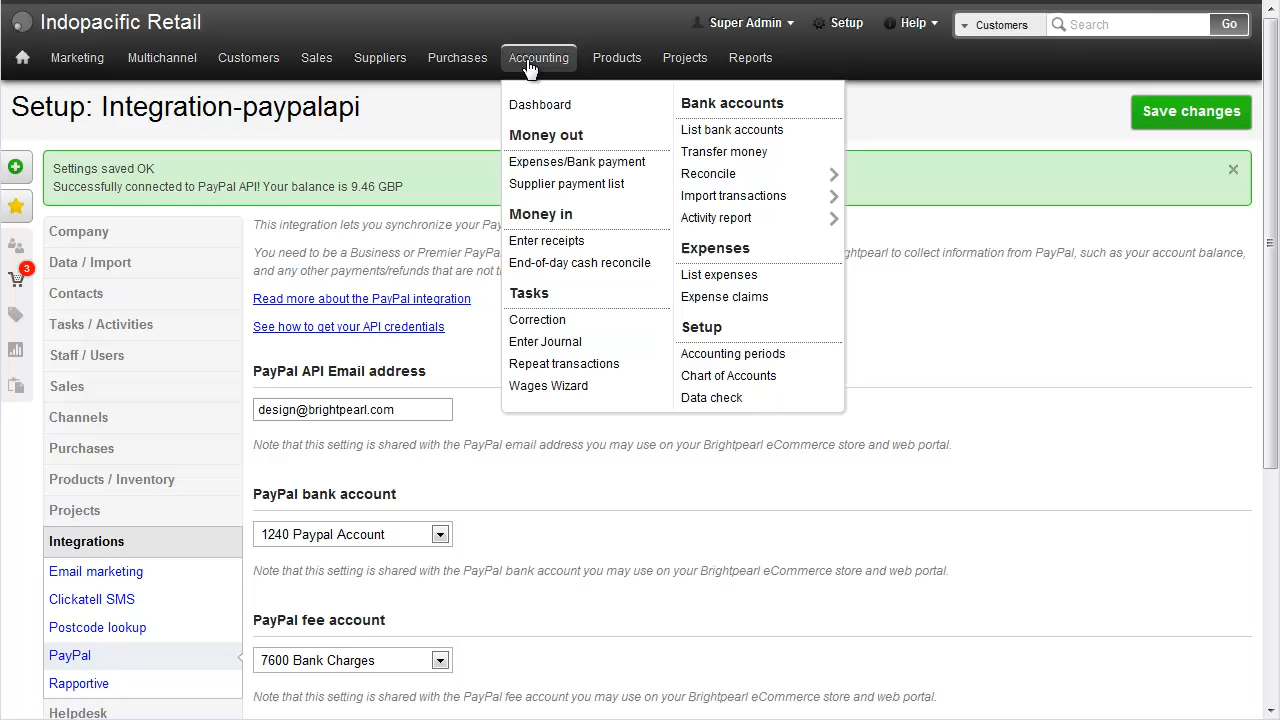 Indopacific Retail
Super Admin
Setup
Help
Customers
Search
Go
Marketing
Multichannel
Customers
Sales
Suppliers
Purchases
Accounting
Products
Projects
Reports
Setup: Integration-paypalapi
Save changes
Settings saved OK
Successfully connected to PayPal API! Your balance is 9.46 GBP
3
Company
Data / Import
Contacts
Tasks / Activities
Staff / Users
Sales
Channels
Purchases
Products / Inventory
Projects
Integrations
Email marketing
Clickatell SMS
Postcode lookup
PayPal
Rapportive
Helpdesk
Dashboard
Money out
Expenses/Bank payment
Supplier payment list
Money in
Enter receipts
End-of-day cash reconcile
Tasks
Correction
Enter Journal
Repeat transactions
Wages Wizard
Bank accounts
List bank accounts
Transfer money
Reconcile
Import transactions
Activity report
Expenses
List expenses
Expense claims
Setup
Accounting periods
Chart of Accounts
Data check
This integration lets you synchronize your Pay
You need to be a Business or Premier PayPa rightpearl to collect information from PayPal, such as your account balance,
and any other payments/refunds that are not t
Read more about the PayPal integration
See how to get your API credentials
PayPal API Email address
design@brightpearl.com
Note that this setting is shared with the PayPal email address you may use on your Brightpearl eCommerce store and web portal.
PayPal bank account
1240 Paypal Account
Note that this setting is shared with the PayPal bank account you may use on your Brightpearl eCommerce store and web portal.
PayPal fee account
7600 Bank Charges
Note that this setting is shared with the PayPal fee account you may use on your Brightpearl eCommerce store and web portal.